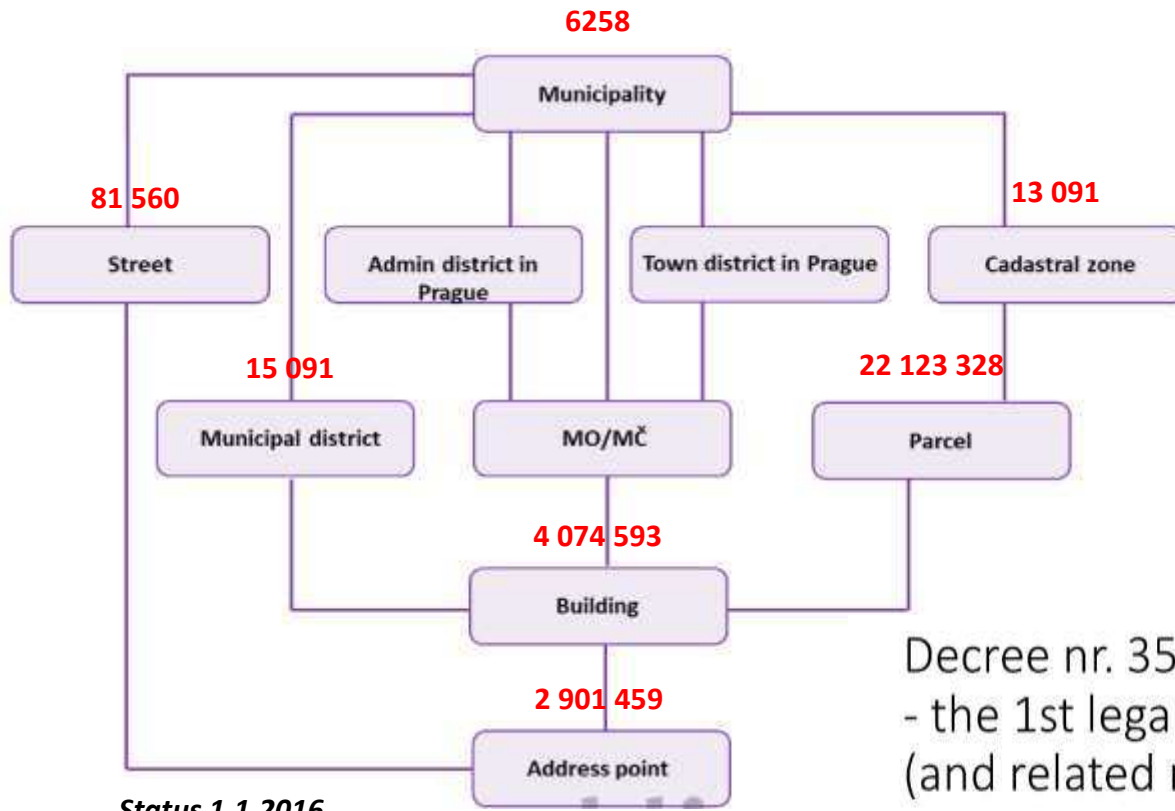 6258
Municipality
81 560
13 091
Street
Admin district in
Prague
Town district in Prague
Cadastral zone
15 091
22 123 328
Municipal district
MO/MČ
Parcel
4 074 593
Building
Decree nr. 35
- the 1st lega
(and related
2 901 459
Address point
Status 1.1.2016